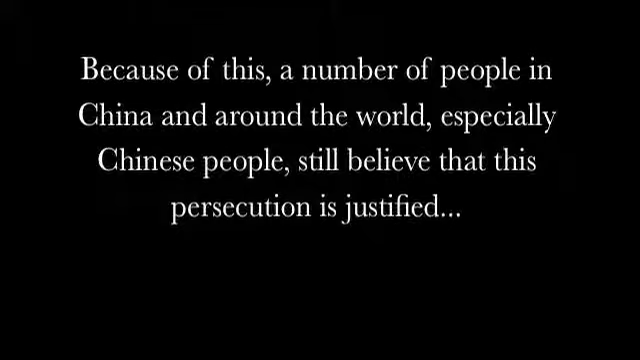 Because of this, a number of people in
China and around the world, especially
Chinese people, still believe that this
persecution is justified...